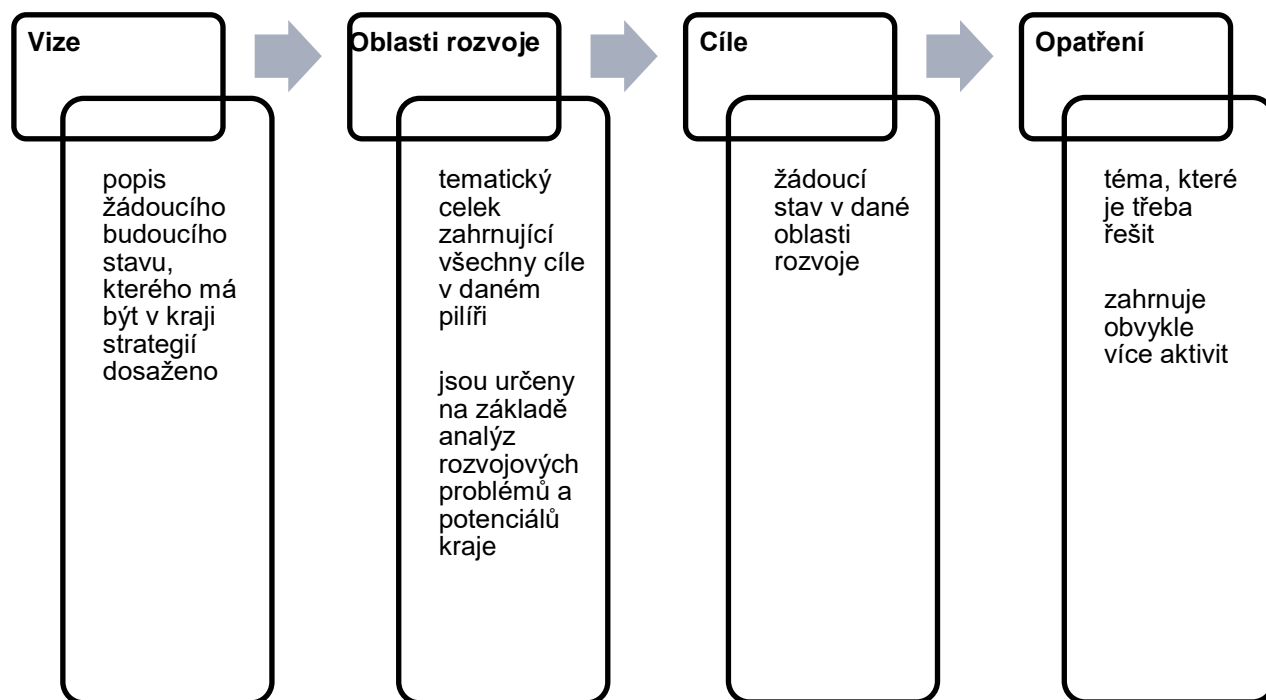 Vize
popis
žádoucího
budoucího
stavu,
kterého má
být v kraji
strategií
dosaženo
Oblasti rozvoje
tematický
celek
zahrnující
všechny cíle
v daném
pilíři
jsou určeny
na základě
analýz
rozvojových
problémů a
potenciálů
kraje
Cíle
žádoucí
stav v dané
oblasti
rozvoje
Opatření
téma, které
je třeba
řešit
zahrnuje
obvykle
více aktivit